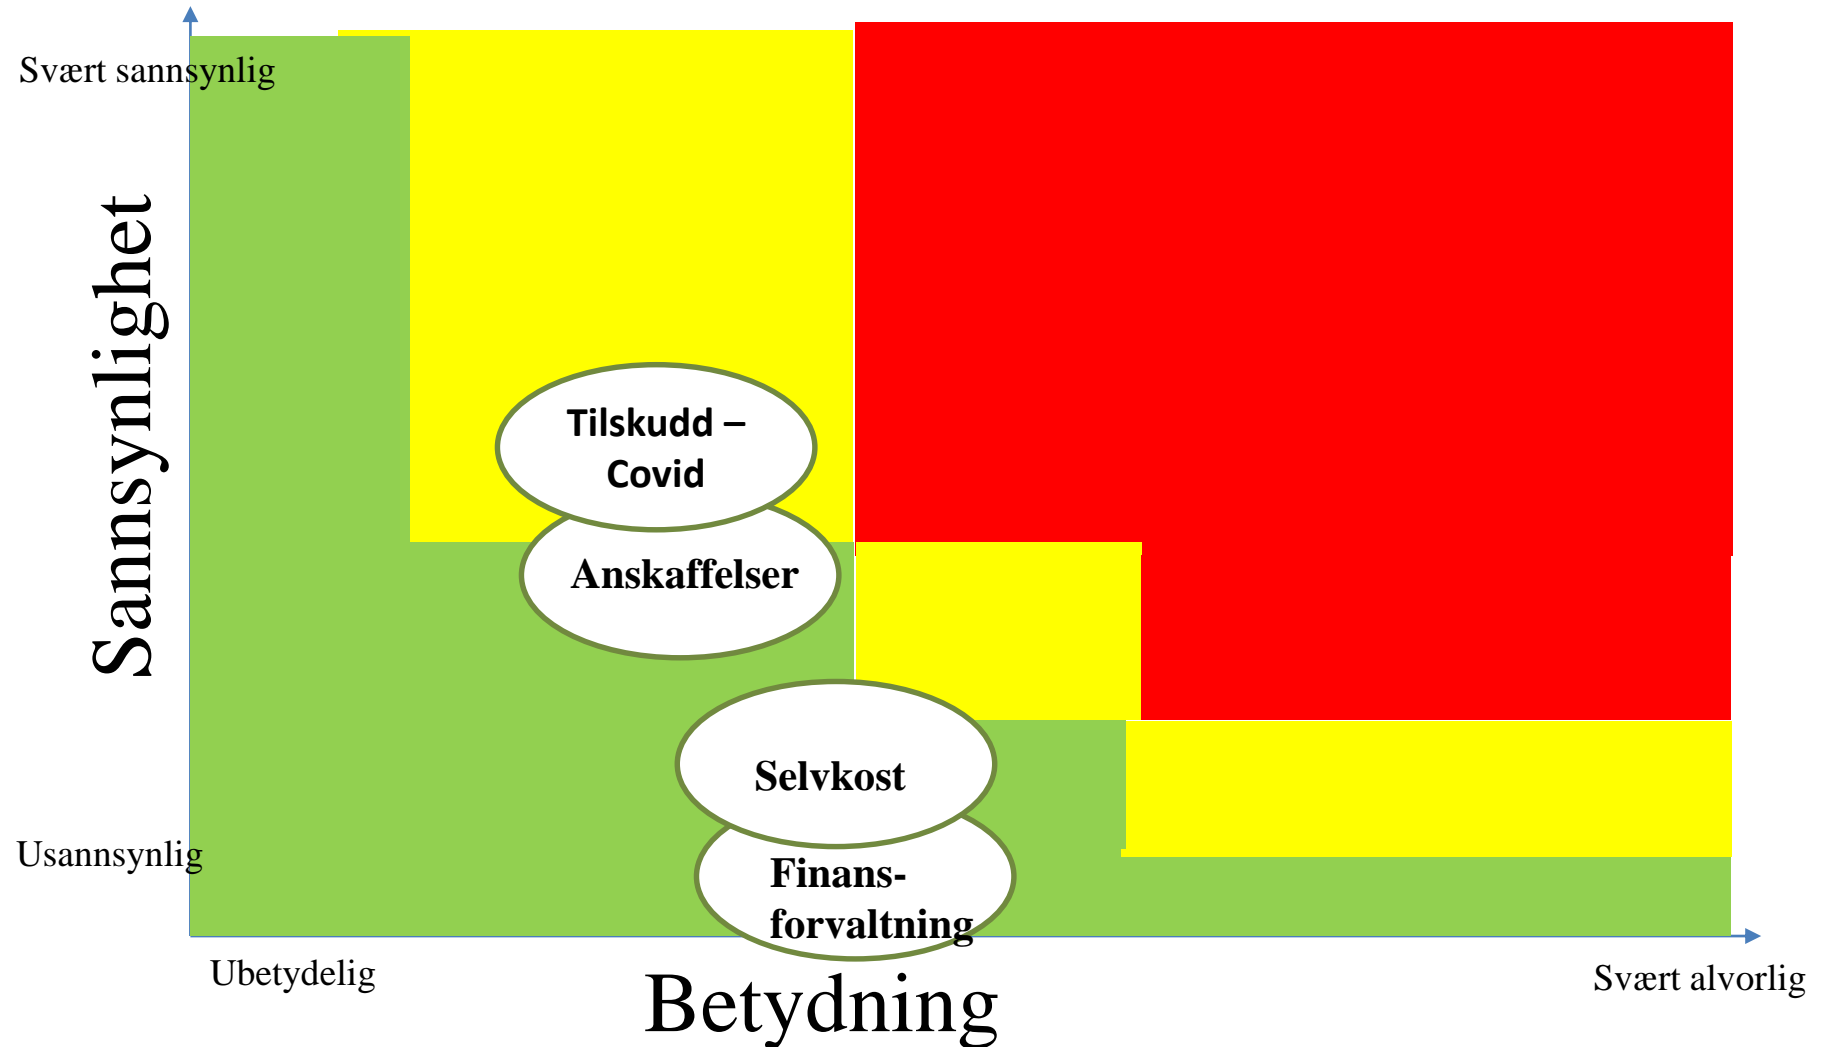 Svært sannsynlig
Sannsynlighet
Tilskudd –
Covid
Anskaffelser
Selvkost
Usannsynlig
Finans-
forvaltning
Ubetydelig
Svært alvorlig
Betydning